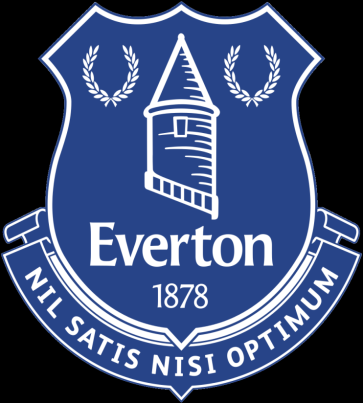 Everton
1878
NIL SATIS NISI OPTIMUM